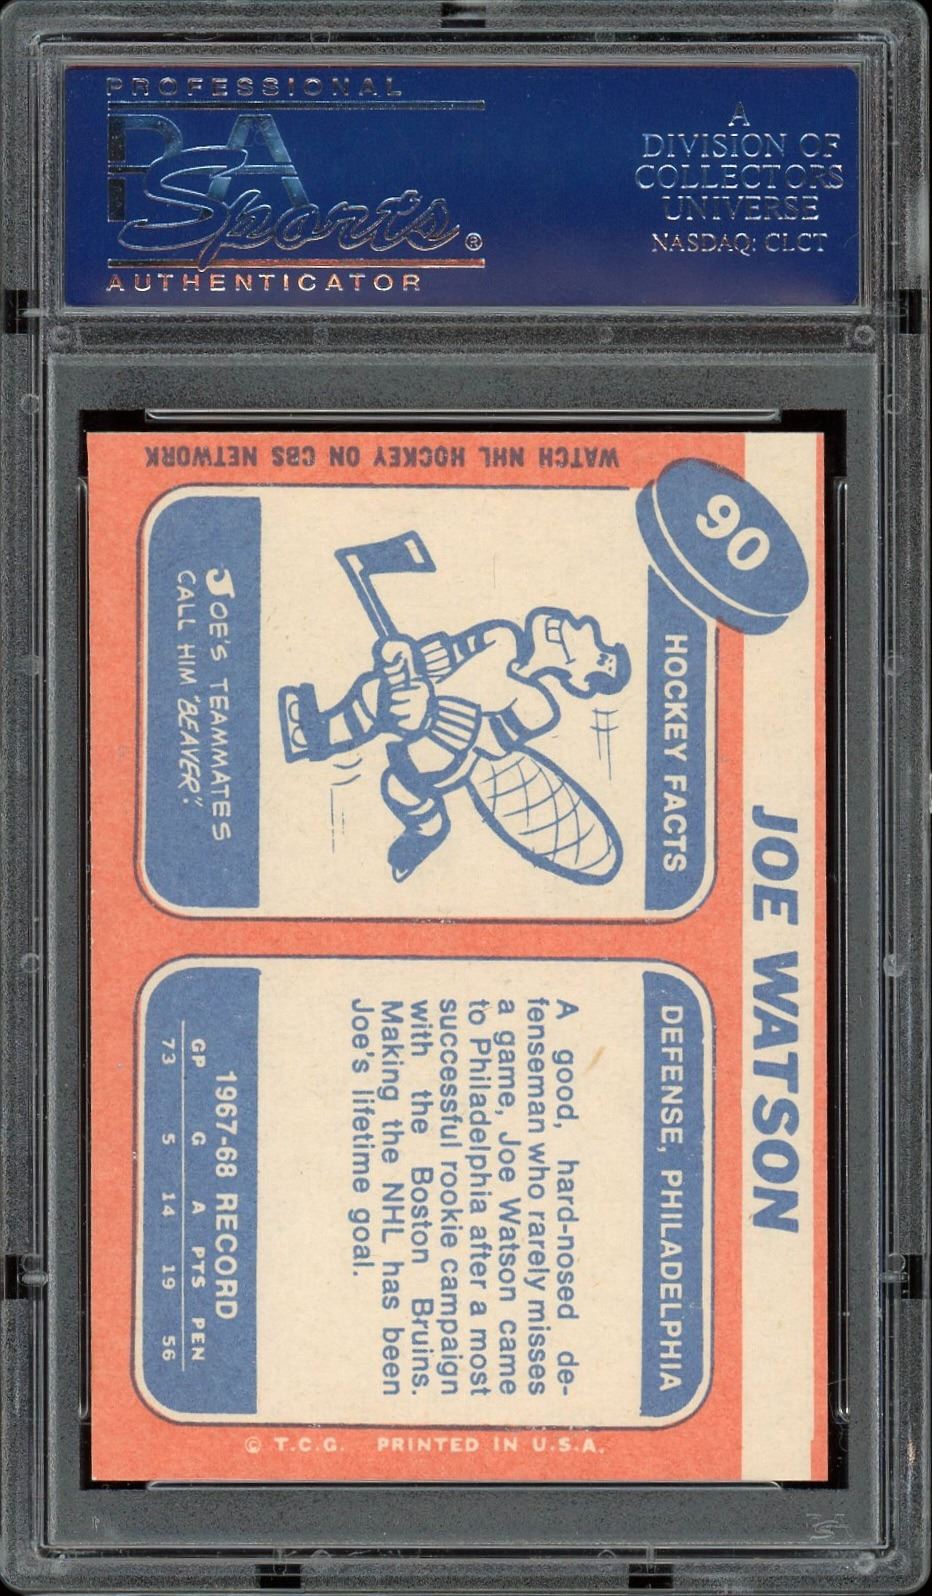 PROFESSIONAL
PSA
Sports®
AUTHENTICATOR
A
DIVISION OF
COLLECTORS
UNIVERSE
NASDAQ: CLCT
90
JOE WATSON
HOCKEY FACTS
JOE'S TEAMMATES
CALL HIM "BEAVER".
WATCH NHL HOCKEY ON CBS NETWORK
DEFENSE, PHILADELPHIA
A good, hard-nosed de-
fenseman who rarely misses
a game, Joe Watson came
to Philadelphia after a most
successful rookie campaign
with the Boston Bruins.
Making the NHL has been
Joe's lifetime goal.
1967-68 RECORD
GP G A PTS PEN
73 5 14 19 56
© T.C.G. PRINTED IN U.S.A.